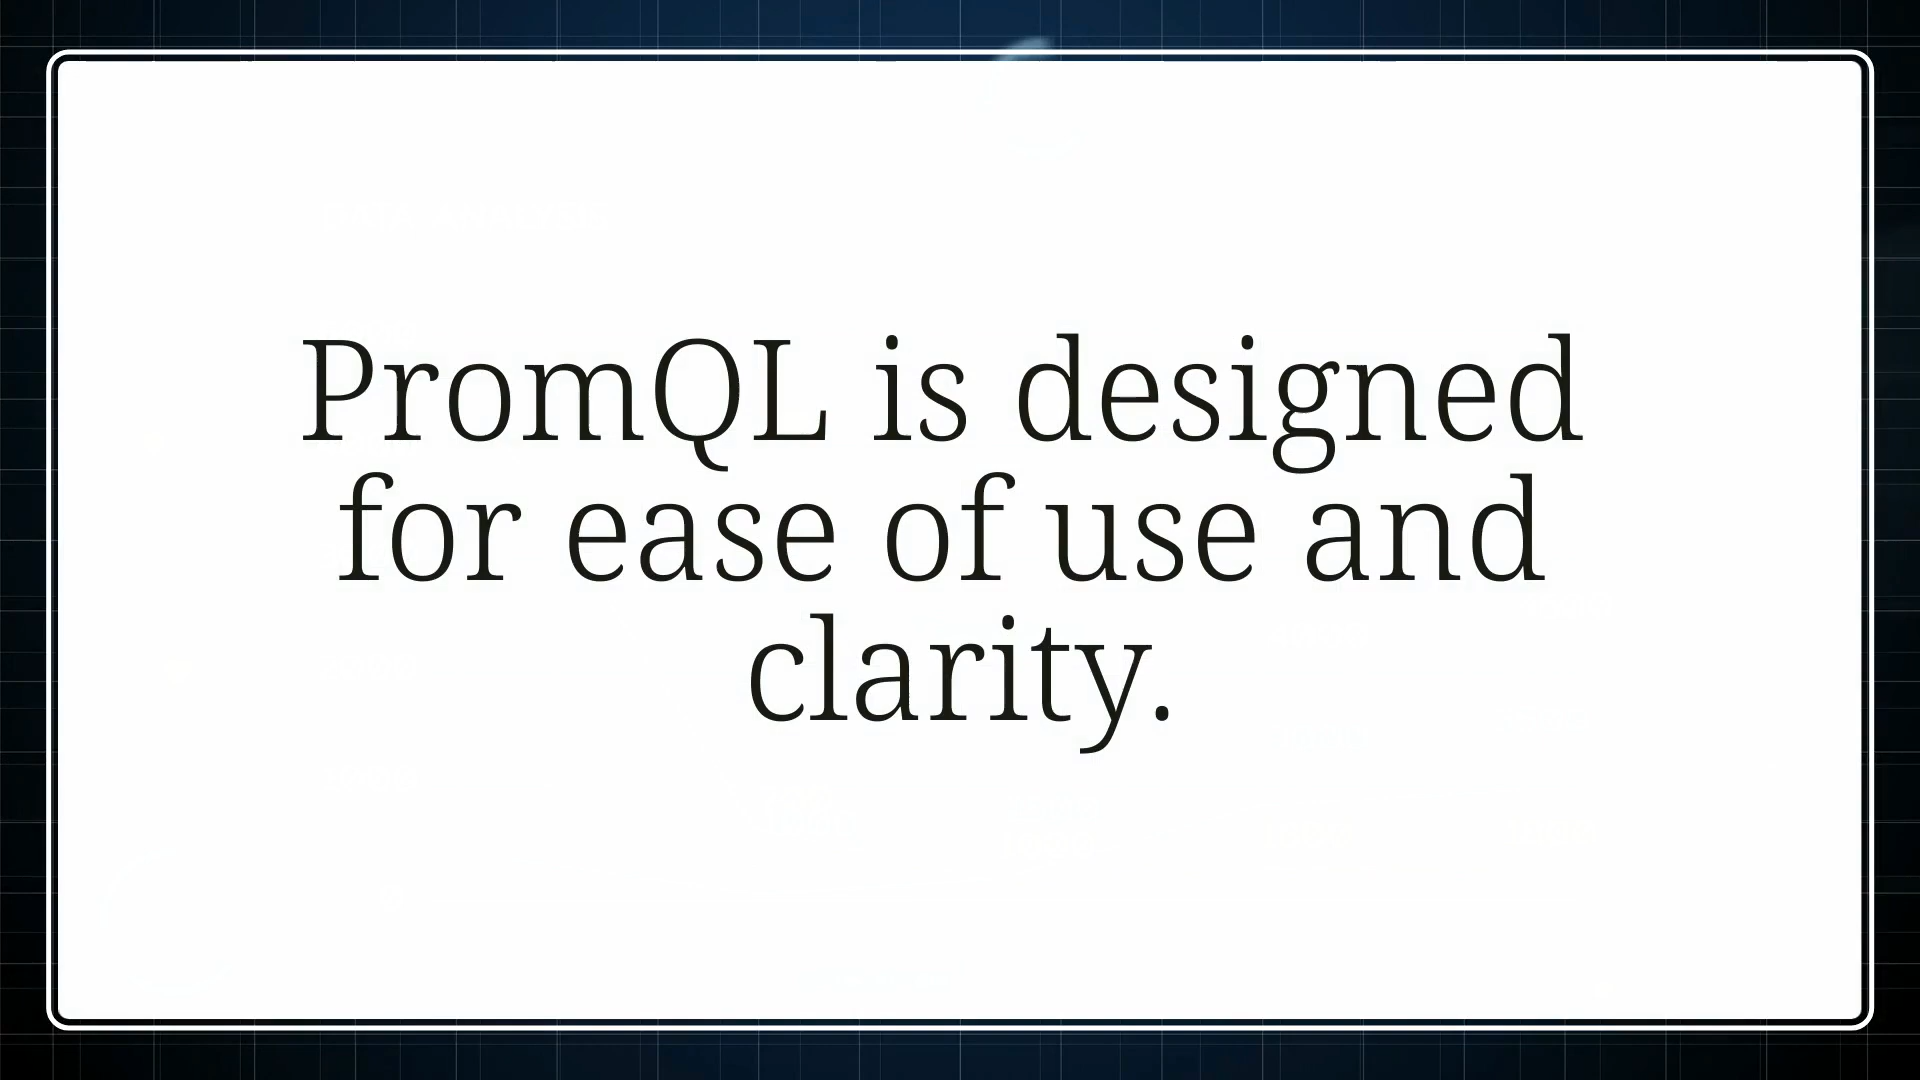 PromQL is designed
for ease of use and
clarity.